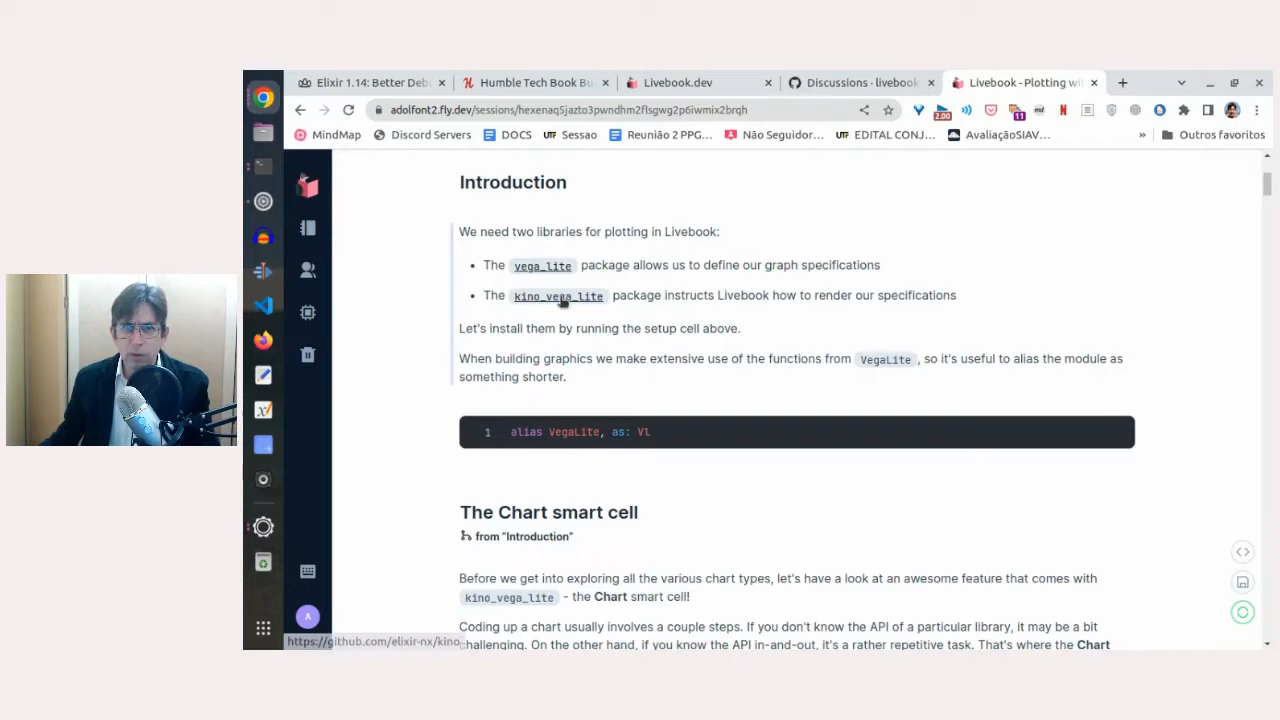 Elixir 1.14: Better Deb
Humble Tech Book Bu
Livebook.dev
Discussions · livebook
Livebook - Plotting wi
adolfont2.fly.dev/sessions/hexenaq5jazto3pwndhm2flsgwg2p6iwmix2brqh
2.00
11
MindMap
Discord Servers
DOCS
Sessao
Reunião 2 PPG...
Não Seguidor...
EDITAL CONJ...
AvaliaçãoSIAV...
»
Outros favoritos
Introduction
We need two libraries for plotting in Livebook:
• The vega_lite package allows us to define our graph specifications
• The kino_vega_lite package instructs Livebook how to render our specifications
Let's install them by running the setup cell above.
When building graphics we make extensive use of the functions from VegaLite, so it's useful to alias the module as
something shorter.
1 alias VegaLite, as: Vl
The Chart smart cell
from "Introduction"
Before we get into exploring all the various chart types, let's have a look at an awesome feature that comes with
kino_vega_lite - the Chart smart cell!
Coding up a chart usually involves a couple steps. If you don't know the API of a particular library, it may be a bit
challenging. On the other hand, if you know the API in-and-out, it's a rather repetitive task. That's where the Chart
A
https://github.com/elixir-nx/kino